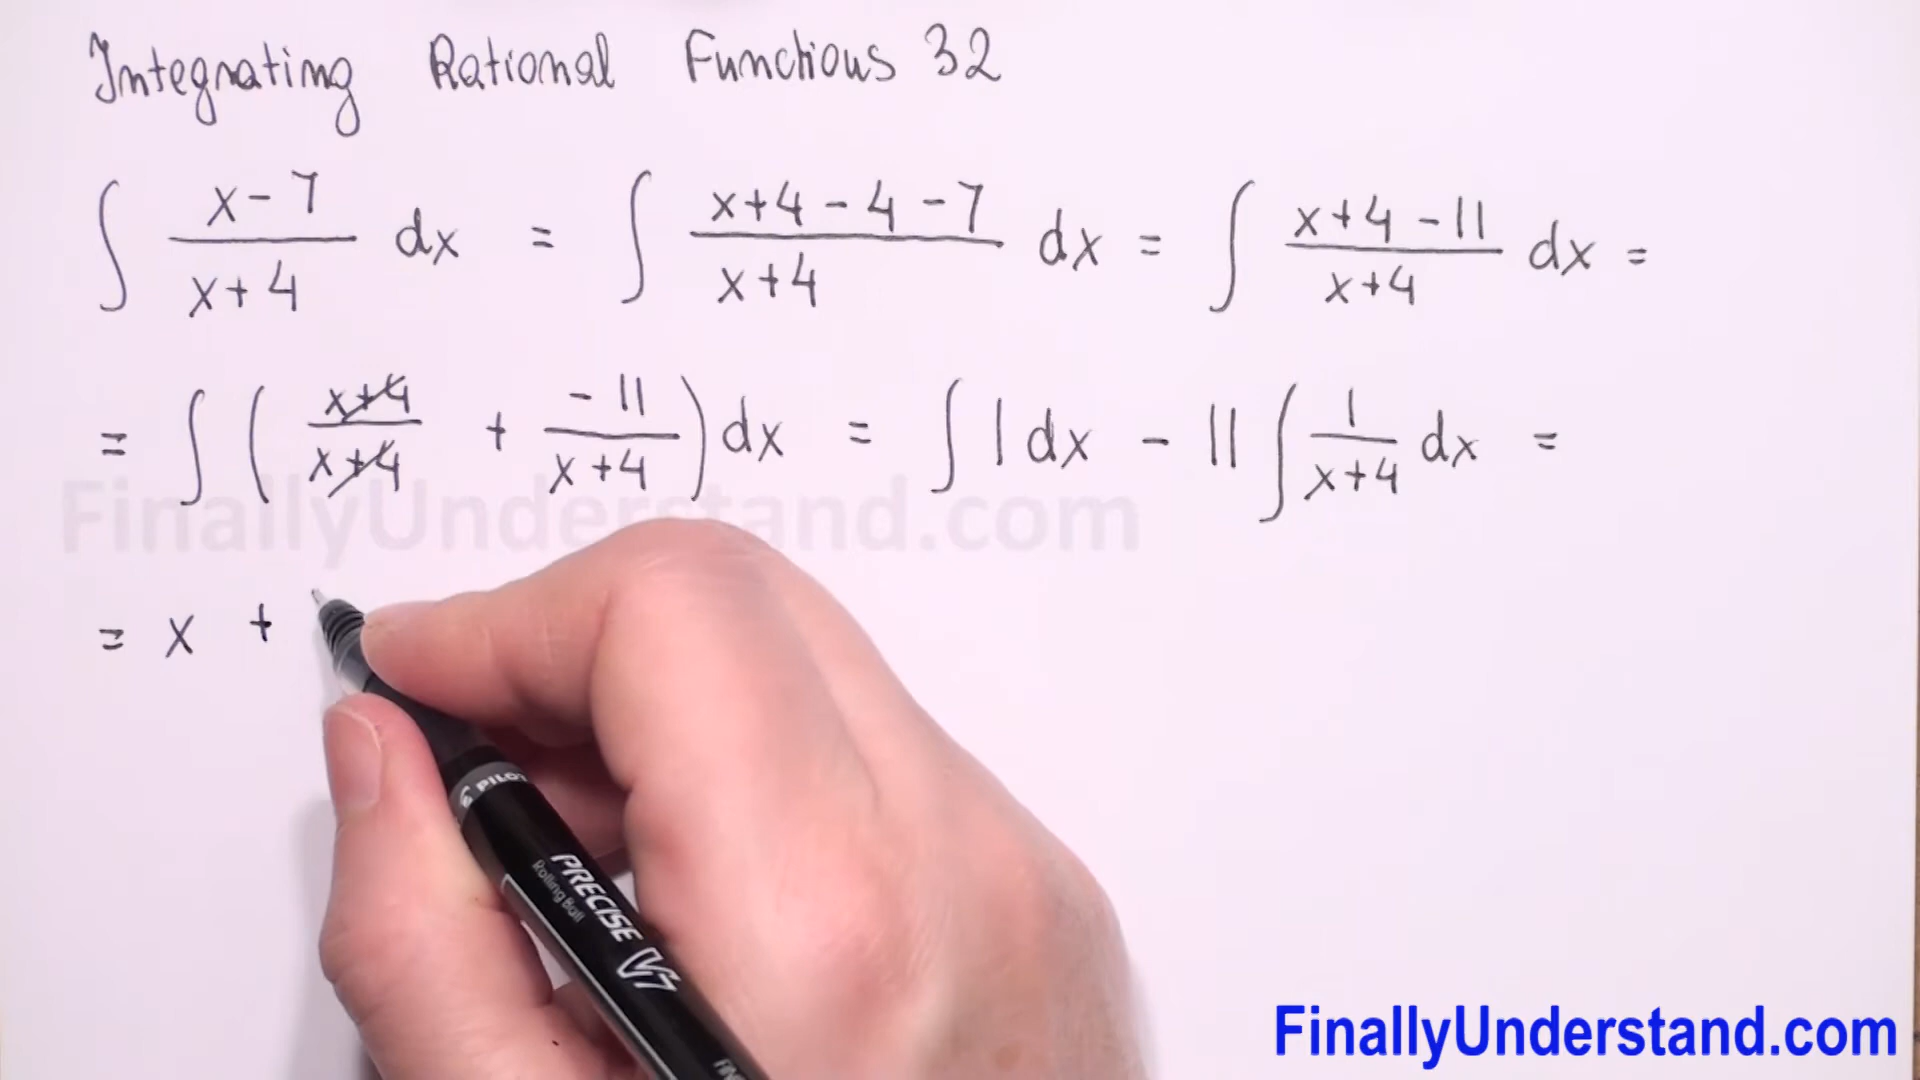 Integrating Rational Functions 32
∫ (x-7)/(x+4) dx = ∫ (x+4-4-7)/(x+4) dx = ∫ (x+4-11)/(x+4) dx =
= ∫ ( (x+4)/(x+4) + (-11)/(x+4) ) dx = ∫ 1 dx - 11 ∫ 1/(x+4) dx =
FinallyUnderstand.com
= x +
PILOT
PRECISE V7
Rolling Ball
FinallyUnderstand.com